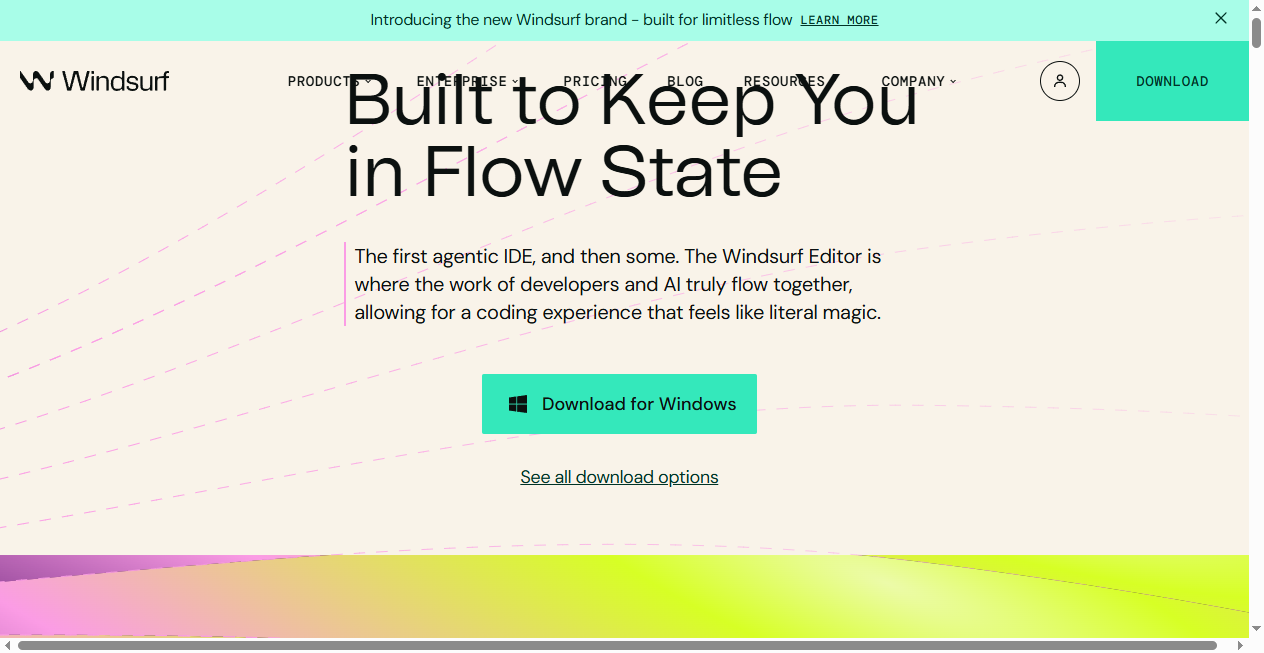 Introducing the new Windsurf brand - built for limitless flow LEARN MORE
Windsurf
PRODUCTS ENTERPRISE PRICING BLOG RESOURCES COMPANY
DOWNLOAD
Built to Keep You
in Flow State
The first agentic IDE, and then some. The Windsurf Editor is
where the work of developers and AI truly flow together,
allowing for a coding experience that feels like literal magic.
Download for Windows
See all download options